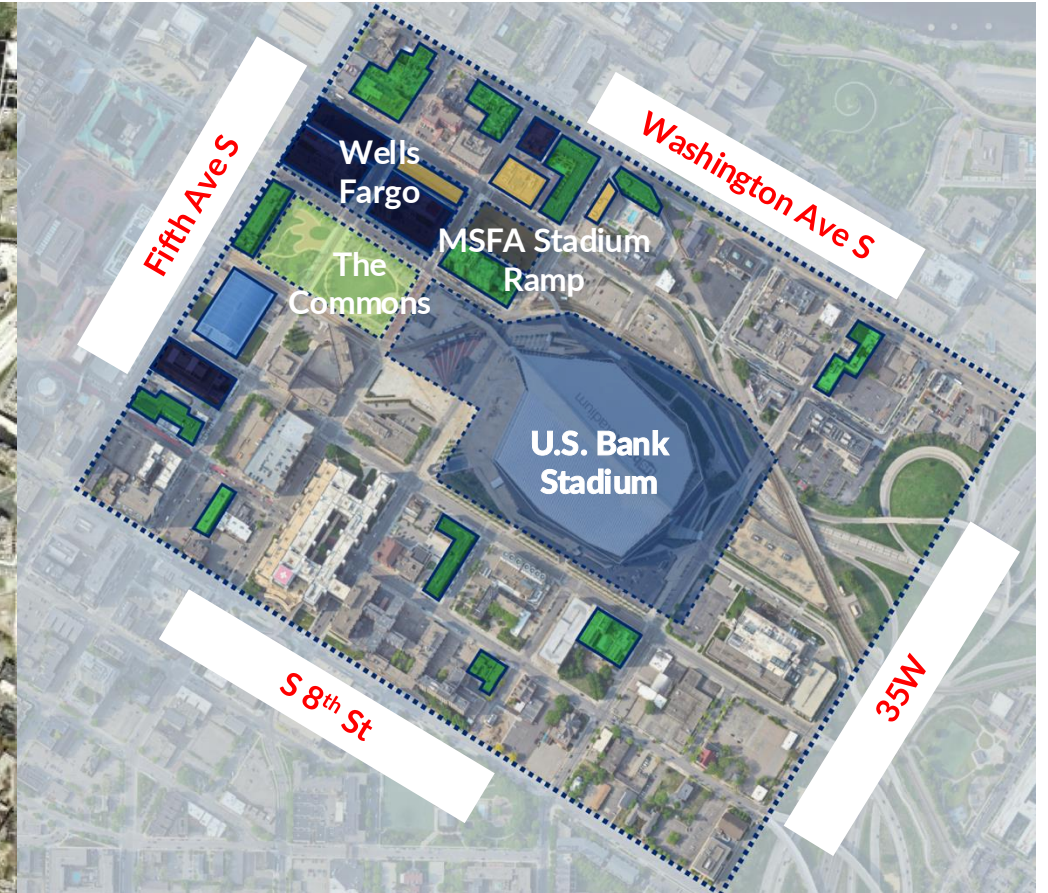 Fifth Ave S
Washington Ave S
Wells
Fargo
MSFA Stadium
Ramp
The
Commons
U.S. Bank
Stadium
S 8th St
35W